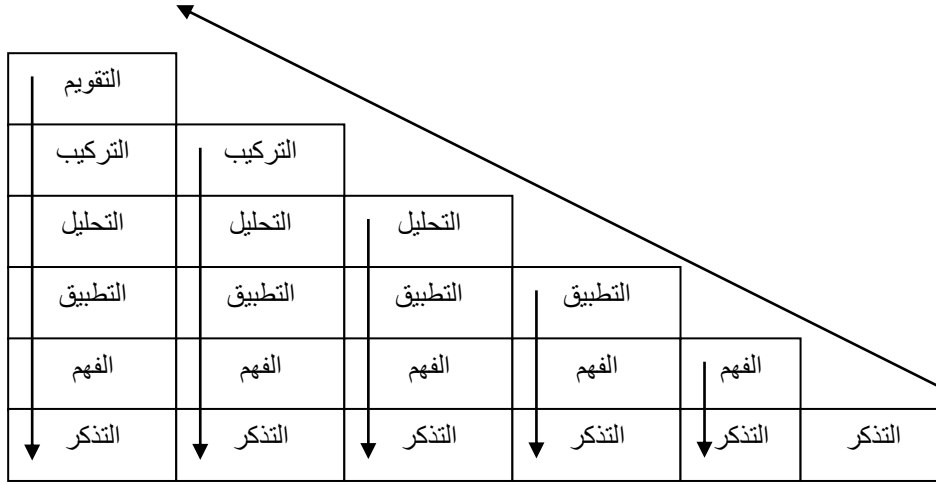 التقويم
التركيب التركيب
التحليل التحليل التحليل
التطبيق التطبيق التطبيق التطبيق
الفهم الفهم الفهم الفهم الفهم
التذكر التذكر التذكر التذكر التذكر التذكر